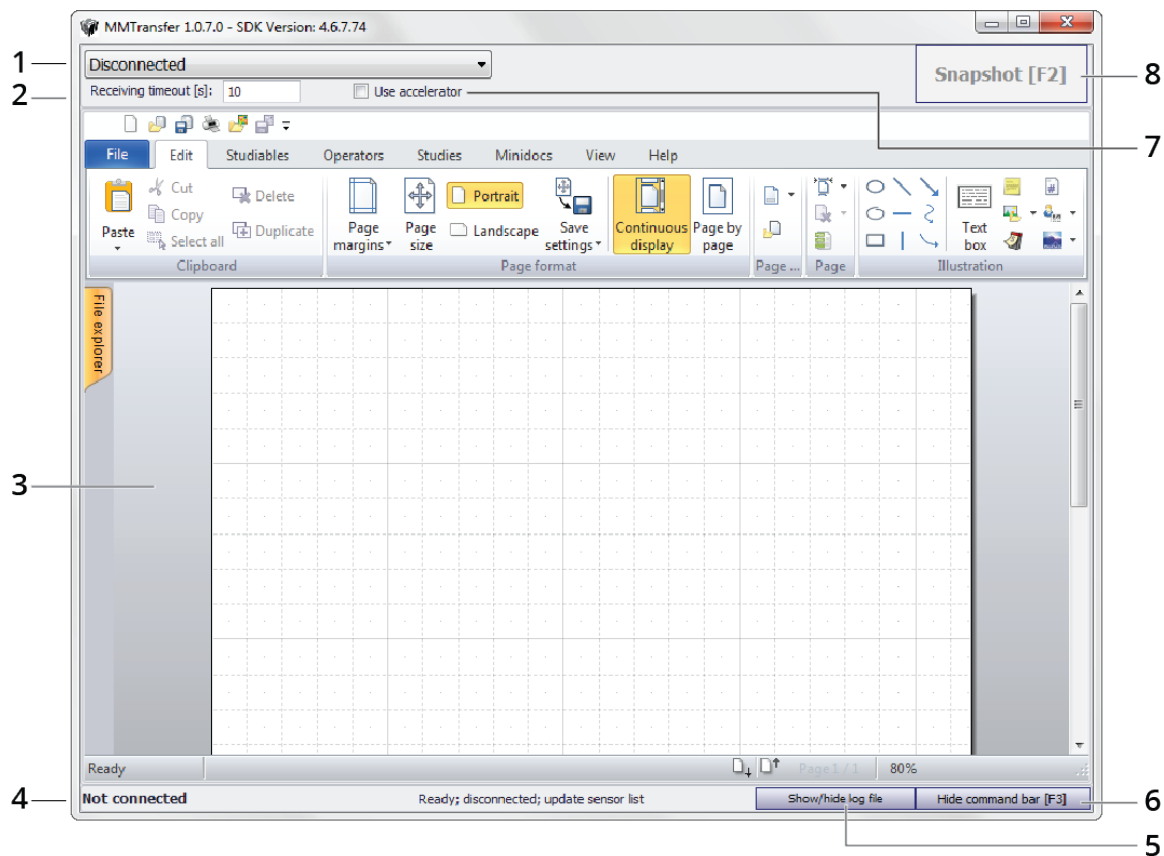 MMTransfer 1.0.7.0 - SDK Version: 4.6.7.74
1
Disconnected
Snapshot [F2]
8
2
Receiving timeout [s]: 10
Use accelerator
7
File Edit Studiables Operators Studies Minidocs View Help
Paste
Cut
Copy
Select all
Delete
Duplicate
Clipboard
Page margins
Page size
Portrait
Landscape
Save settings
Continuous display
Page by page
Page format
Page ...
Page
Text box
Illustration
File explorer
3
Ready
Page 1 / 1
80%
4
Not connected
Ready; disconnected; update sensor list
Show/hide log file
Hide command bar [F3]
6
5